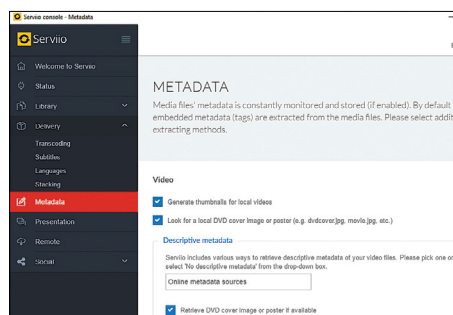 Serviio console - Metadata
Serviio
Welcome to Serviio
Status
Library
Delivery
Transcoding
Subtitles
Languages
Stacking
Metadata
Presentation
Remote
Social
METADATA
Media files' metadata is constantly monitored and stored (if enabled). By default
embedded metadata (tags) are extracted from the media files. Please select addit
extracting methods.
Video
Generate thumbnails for local videos
Look for a local DVD cover image or poster (e.g. dvdcover.jpg, movie.jpg, etc.)
Descriptive metadata
Serviio includes various ways to retrieve descriptive metadata of your video files. Please pick one or
select 'No descriptive metadata' from the drop-down box.
Online metadata sources
Retrieve DVD cover image or poster if available